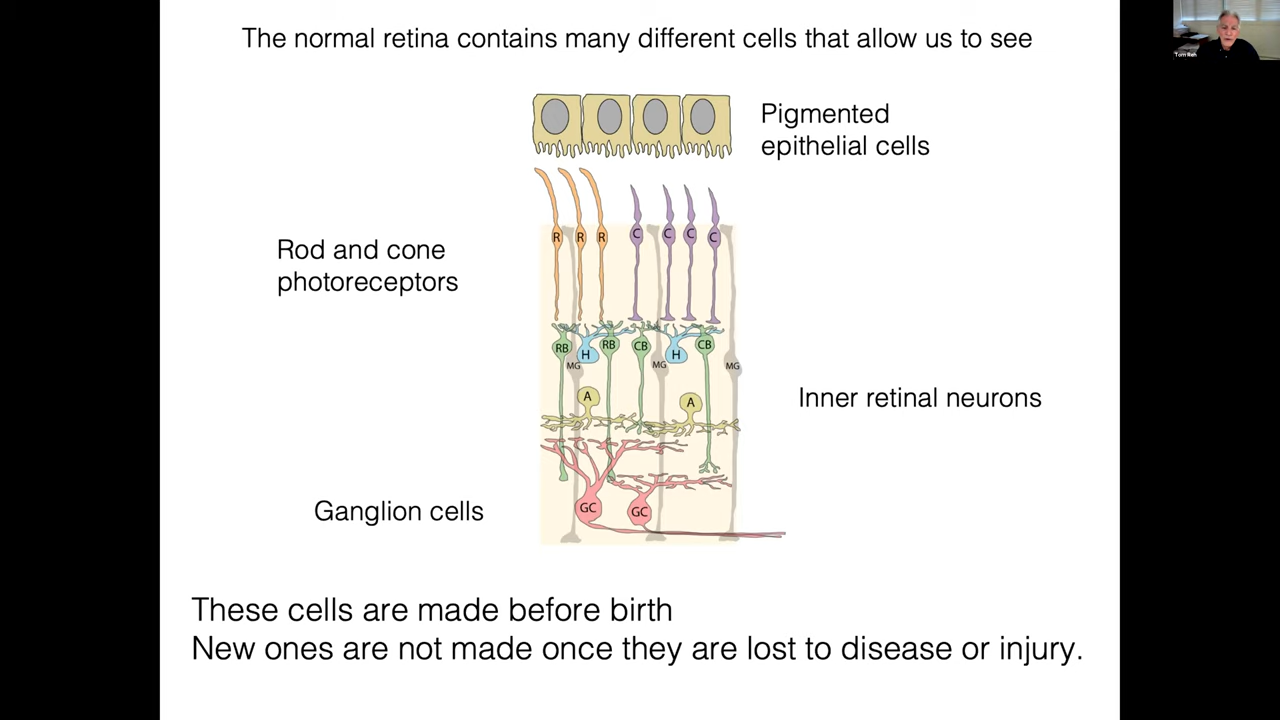 The normal retina contains many different cells that allow us to see
Tom Reh
Pigmented
epithelial cells
R R R C C C C
Rod and cone
photoreceptors
RB H RB CB H CB
MG MG MG
A A
Inner retinal neurons
GC GC
Ganglion cells
These cells are made before birth
New ones are not made once they are lost to disease or injury.